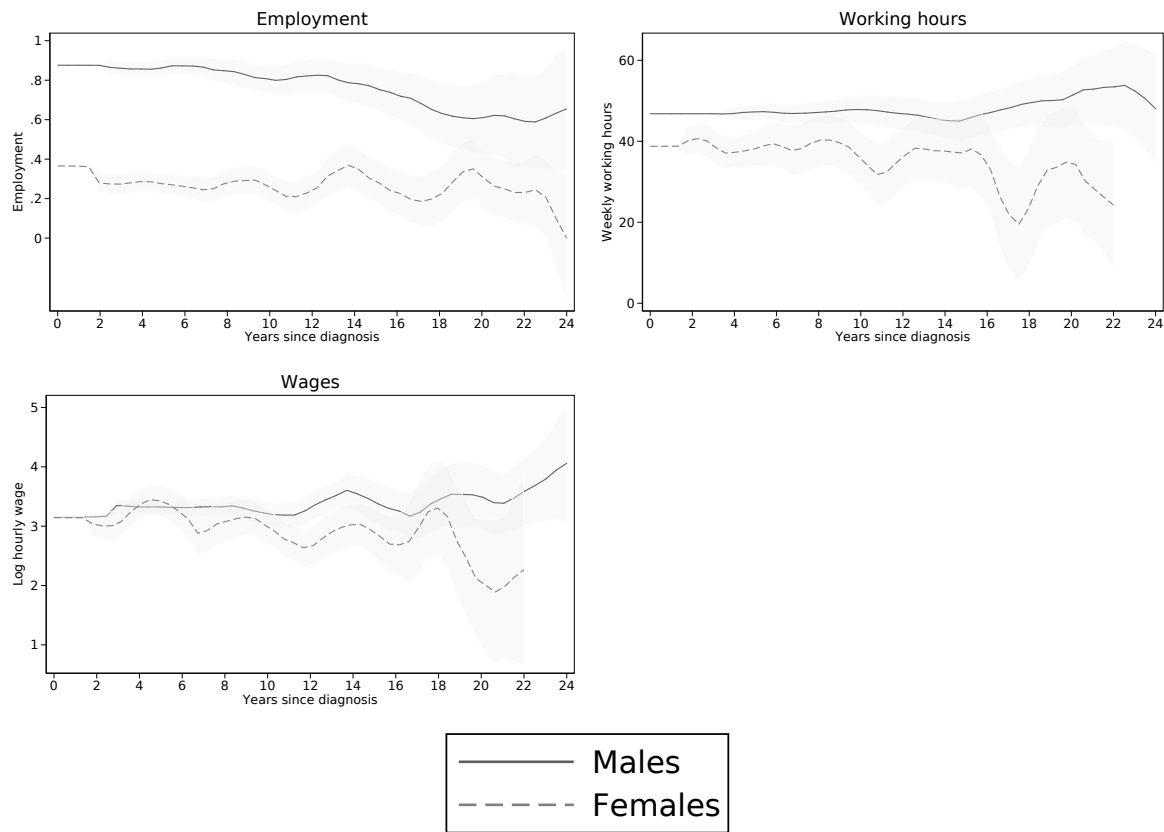 Employment
Employment
1
.8
.6
.4
.2
0
0 2 4 6 8 10 12 14 16 18 20 22 24
Years since diagnosis
Working hours
Weekly working hours
60
40
20
0
0 2 4 6 8 10 12 14 16 18 20 22 24
Years since diagnosis
Wages
Log hourly wage
5
4
3
2
1
0 2 4 6 8 10 12 14 16 18 20 22 24
Years since diagnosis
Males
Females